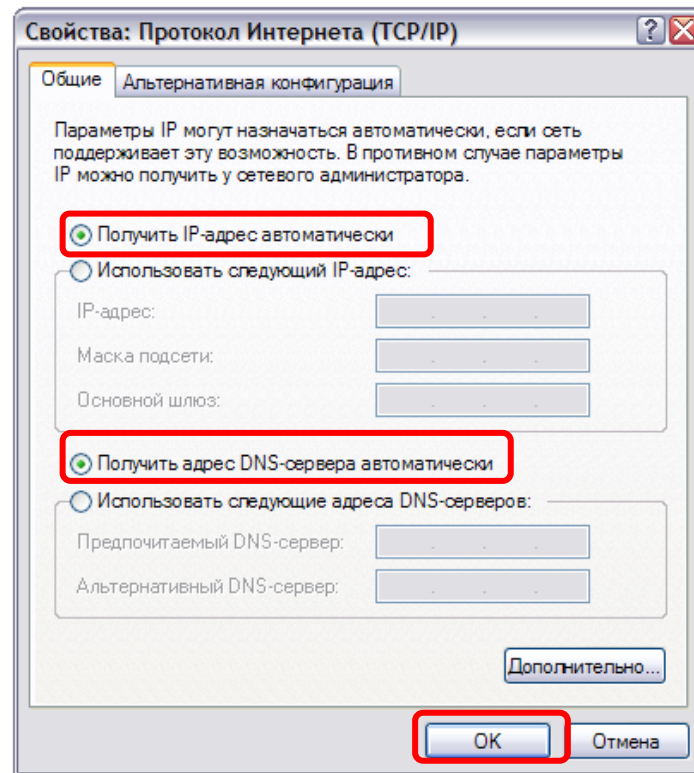 Свойства: Протокол Интернета (TCP/IP)
Общие
Альтернативная конфигурация
Параметры IP могут назначаться автоматически, если сеть
поддерживает эту возможность. В противном случае параметры
IP можно получить у сетевого администратора.
Получить IP-адрес автоматически
Использовать следующий IP-адрес:
IP-адрес:
Маска подсети:
Основной шлюз:
Получить адрес DNS-сервера автоматически
Использовать следующие адреса DNS-серверов:
Предпочитаемый DNS-сервер:
Альтернативный DNS-сервер:
Дополнительно...
ОК
Отмена